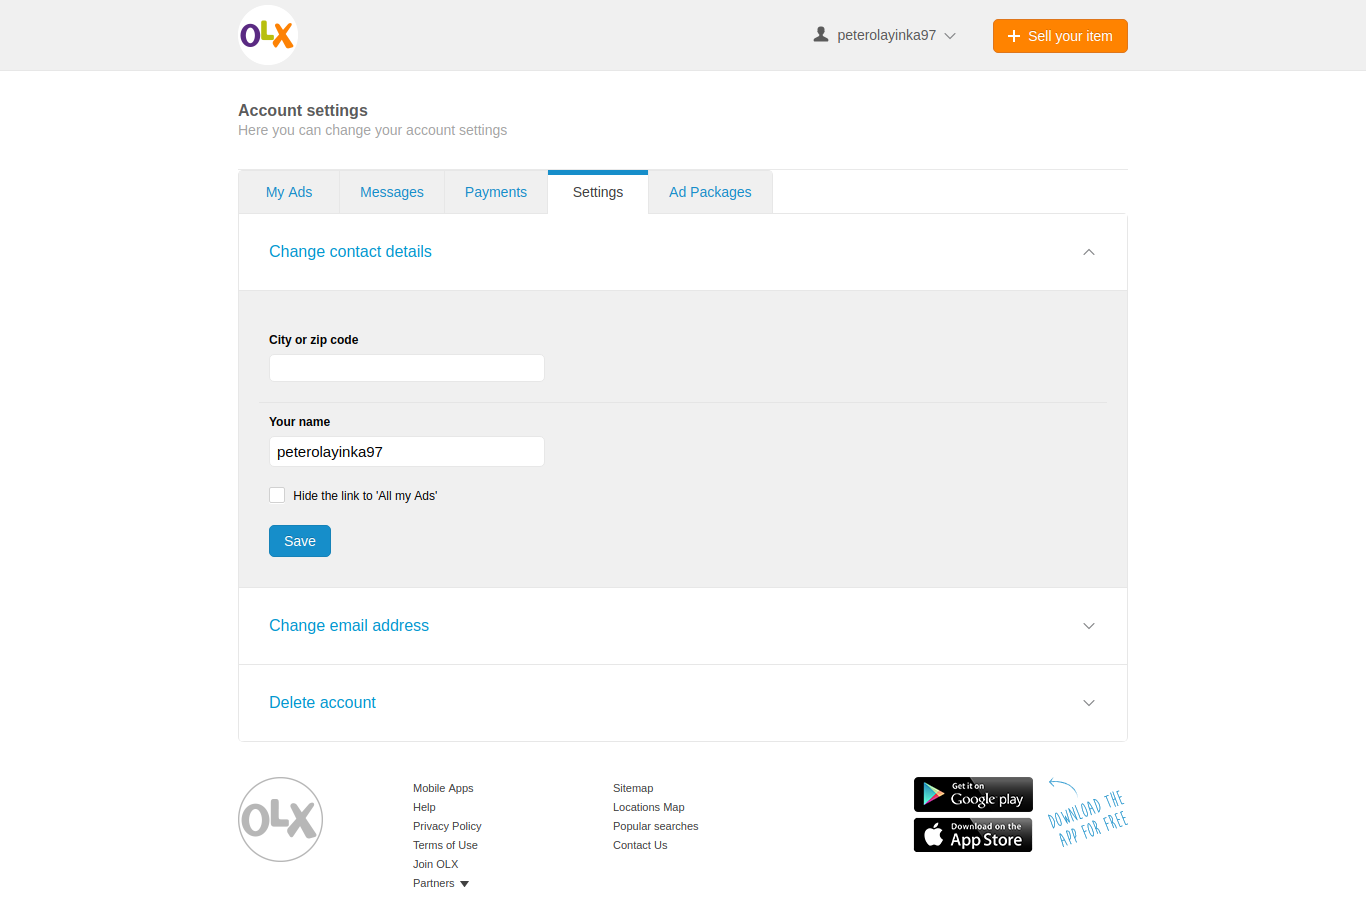 OLX
peterolayinka97
Sell your item
Account settings
Here you can change your account settings
My Ads
Messages
Payments
Settings
Ad Packages
Change contact details
City or zip code
Your name
peterolayinka97
Hide the link to 'All my Ads'
Save
Change email address
Delete account
OLX
Mobile Apps
Help
Privacy Policy
Terms of Use
Join OLX
Partners
Sitemap
Locations Map
Popular searches
Contact Us
Get it on
Google play
Download on the
App Store
DOWNLOAD THE
APP FOR FREE